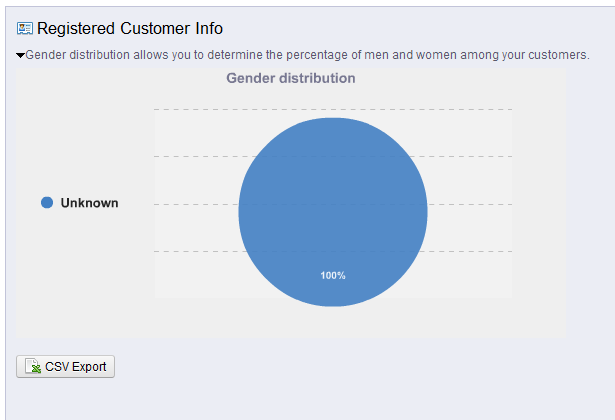 Registered Customer Info
Gender distribution allows you to determine the percentage of men and women among your customers.
Gender distribution
Unknown
100%
CSV Export